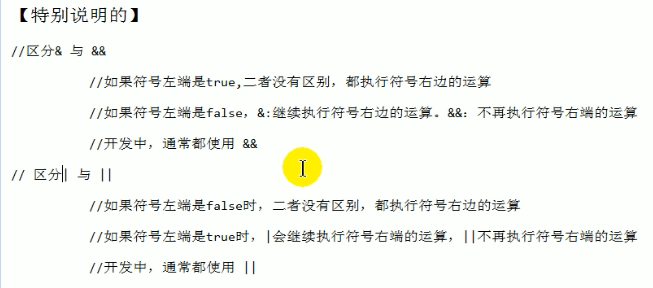 【特别说明的】
//区分& 与 &&
//如果符号左端是true,二者没有区别，都执行符号右边的运算
//如果符号左端是false，&:继续执行符号右边的运算。&&：不再执行符号右端的运算
//开发中，通常都使用 &&
// 区分| 与 ||
//如果符号左端是false时，二者没有区别，都执行符号右边的运算
//如果符号左端是true时，|会继续执行符号右端的运算，||不再执行符号右端的运算
//开发中，通常都使用 ||